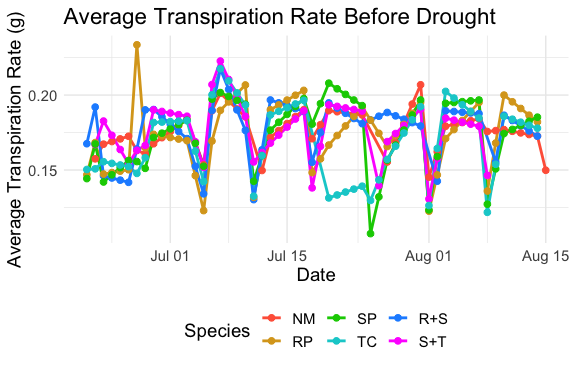 Average Transpiration Rate Before Drought
Average Transpiration Rate (g)
0.20
0.15
Jul 01 Jul 15 Aug 01 Aug 15
Date
Species NM SP R+S
RP TC S+T